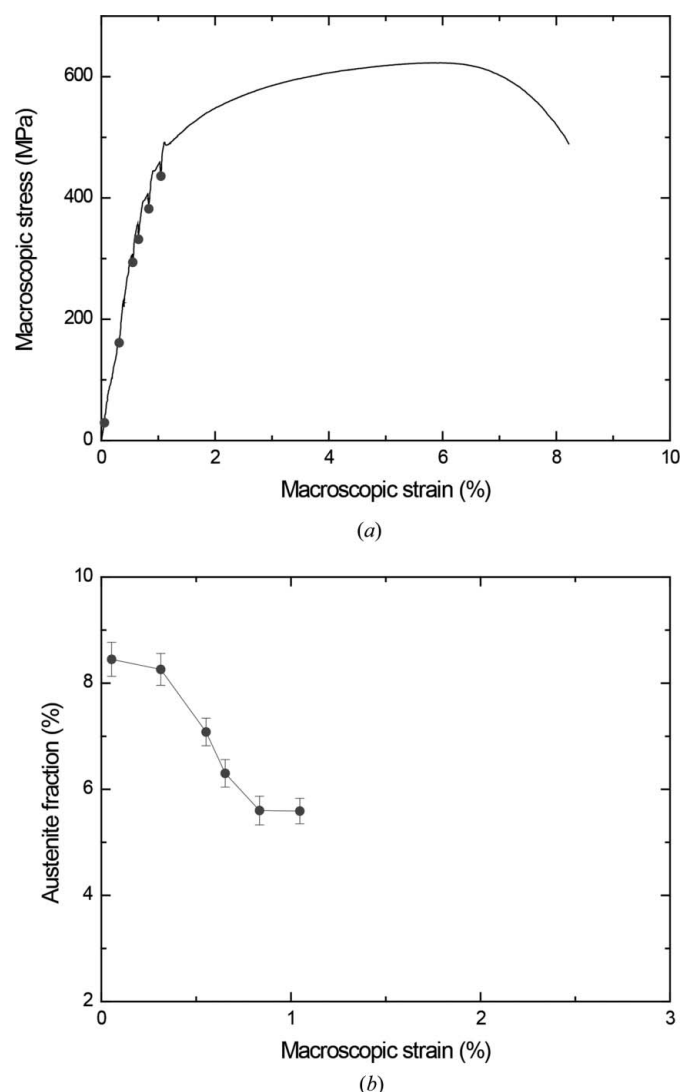 600
400
200
0
Macroscopic stress (MPa)
0 2 4 6 8 10
Macroscopic strain (%)
(a)
10
8
6
4
2
Austenite fraction (%)
0 1 2 3
Macroscopic strain (%)
(b)